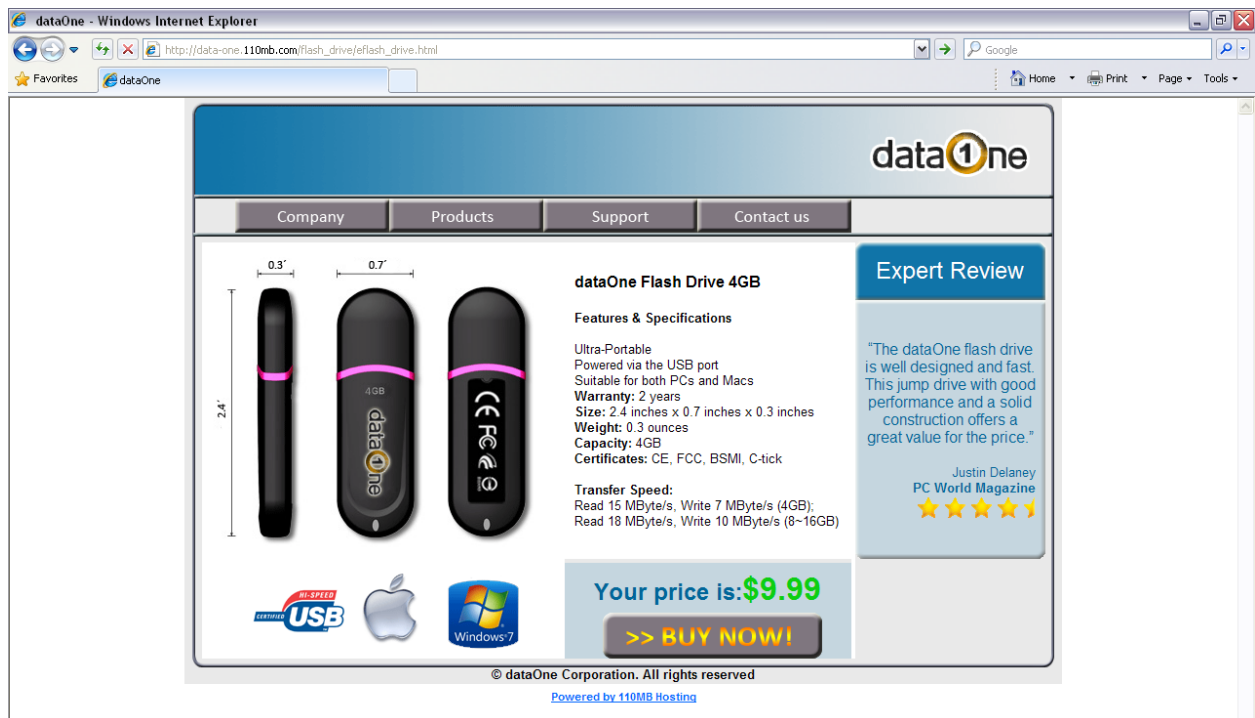 dataOne - Windows Internet Explorer
http://data-one.110mb.com/flash_drive/eflash_drive.html
Google
Favorites
dataOne
Home
Print
Page
Tools
data1ne
Company
Products
Support
Contact us
0.3´
0.7´
2.4´
4GB
data1ne
CE FC
dataOne Flash Drive 4GB
Features & Specifications
Ultra-Portable
Powered via the USB port
Suitable for both PCs and Macs
Warranty: 2 years
Size: 2.4 inches x 0.7 inches x 0.3 inches
Weight: 0.3 ounces
Capacity: 4GB
Certificates: CE, FCC, BSMI, C-tick
Transfer Speed:
Read 15 MByte/s, Write 7 MByte/s (4GB);
Read 18 MByte/s, Write 10 MByte/s (8~16GB)
Expert Review
“The dataOne flash drive
is well designed and fast.
This jump drive with good
performance and a solid
construction offers a
great value for the price.”
Justin Delaney
PC World Magazine
HI-SPEED
CERTIFIED USB
Windows 7
Your price is:$9.99
>> BUY NOW!
© dataOne Corporation. All rights reserved
Powered by 110MB Hosting